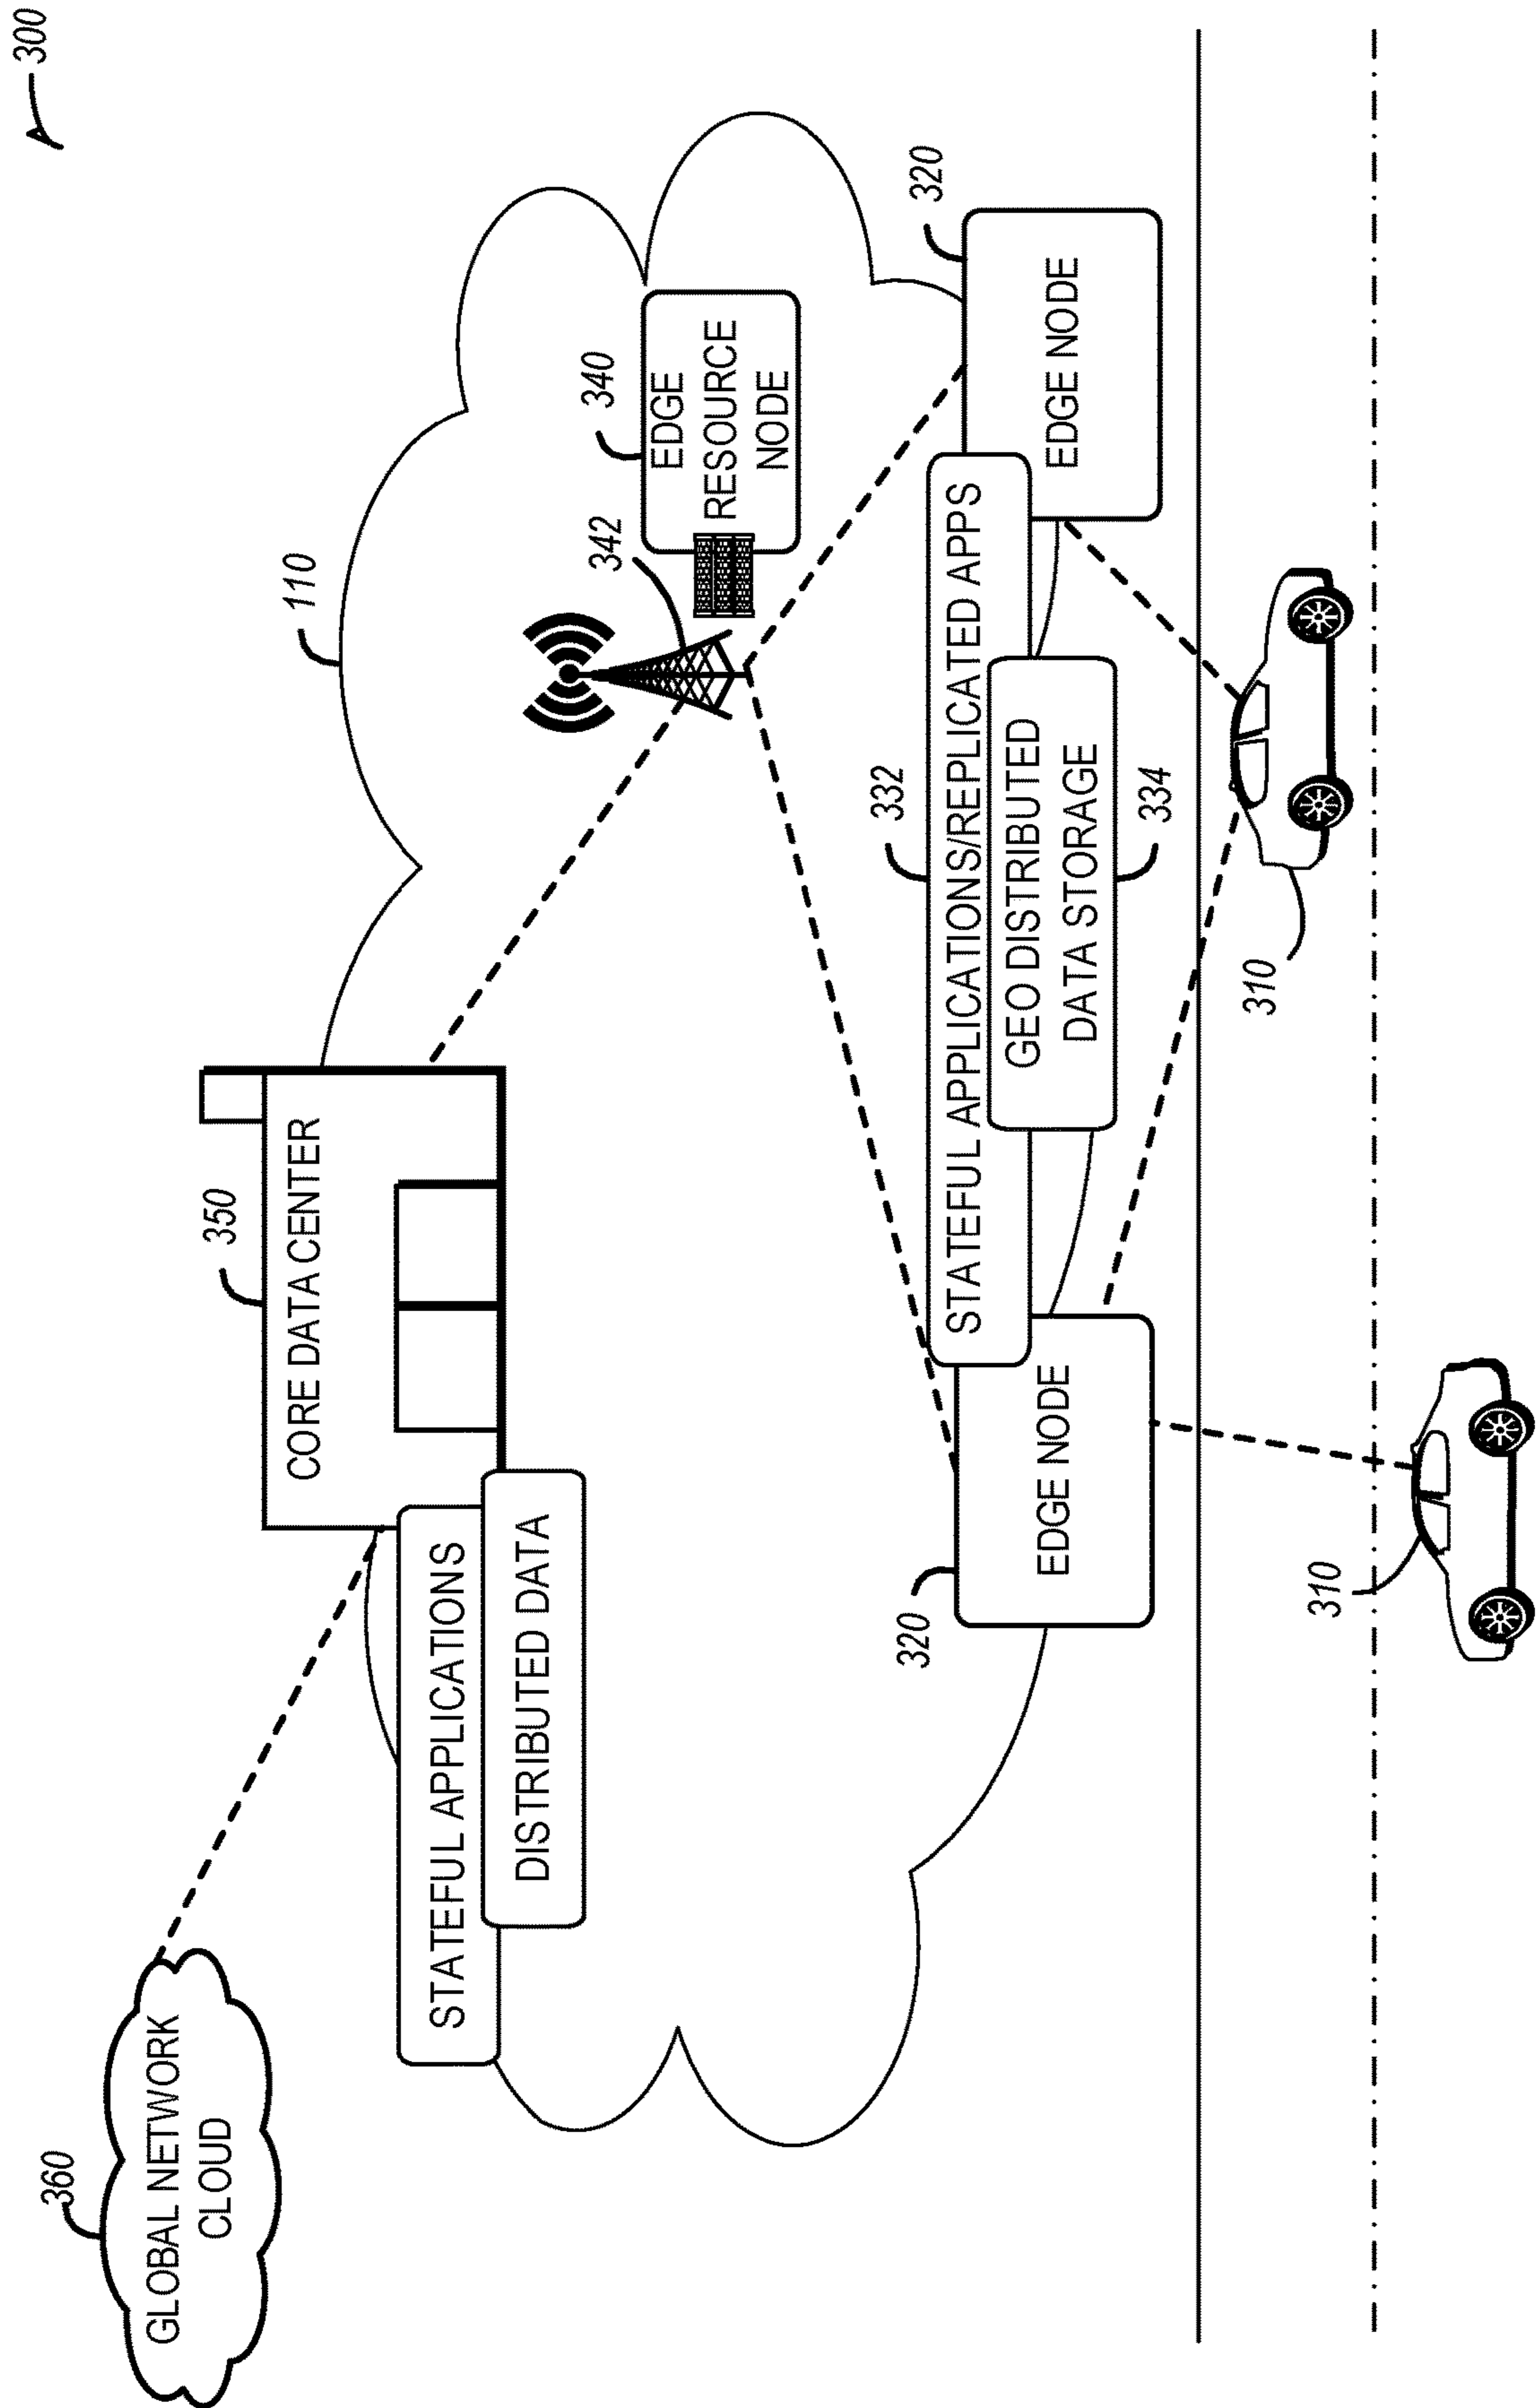 300
360
GLOBAL NETWORK
CLOUD
350
CORE DATA CENTER
STATEFUL APPLICATIONS
DISTRIBUTED DATA
110
342
340
EDGE
RESOURCE
NODE
320
EDGE NODE
332
STATEFUL APPLICATIONS/REPLICATED APPS
GEO DISTRIBUTED
DATA STORAGE
334
320
EDGE NODE
310
310